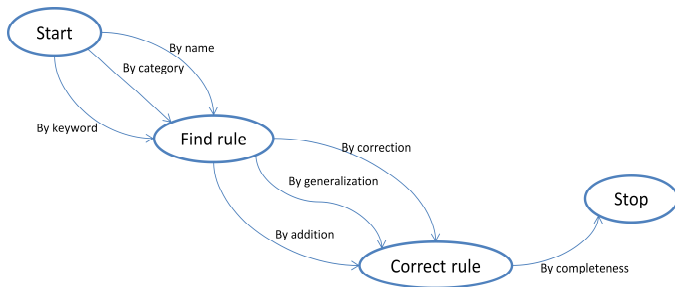 Start
By name
By category
By keyword
Find rule
By correction
By generalization
By addition
Stop
Correct rule
By completeness